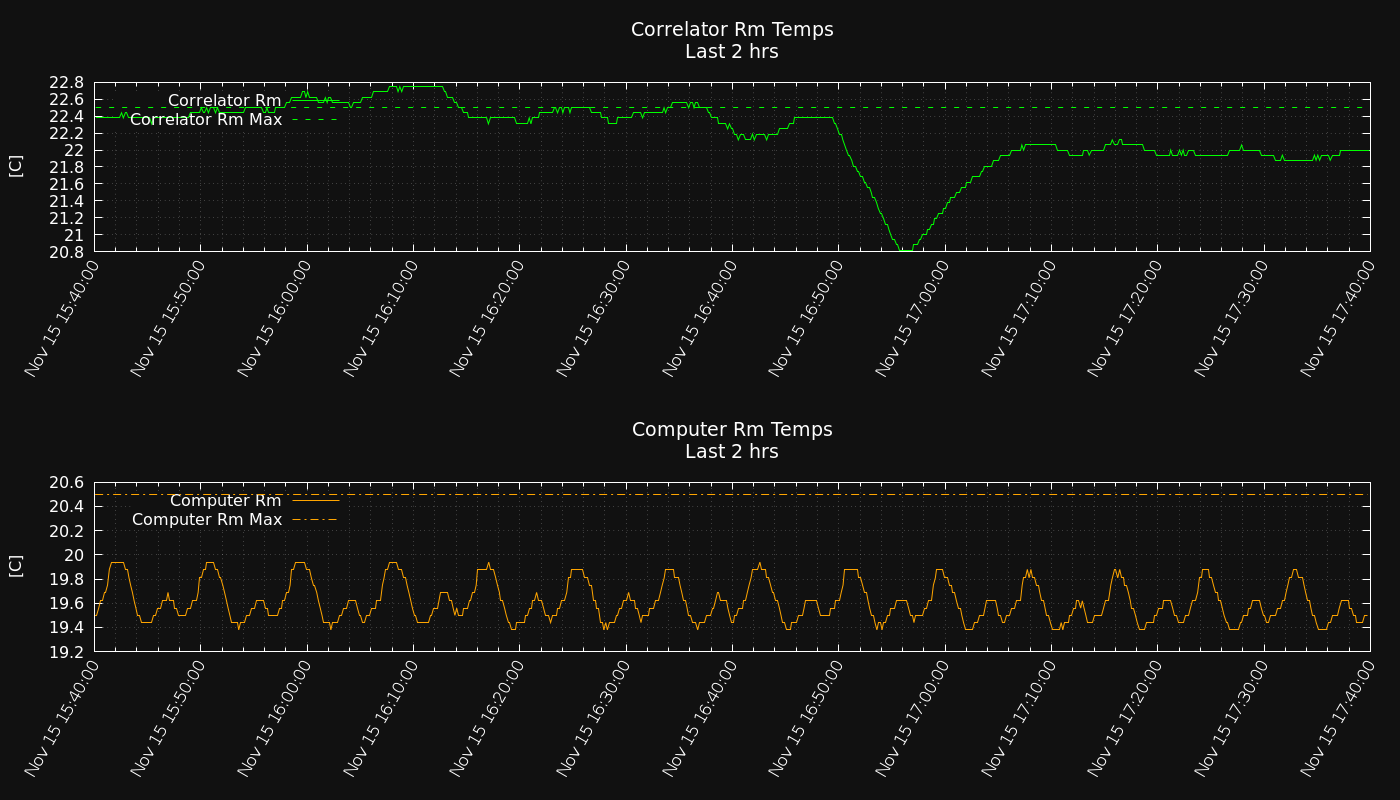 Correlator Rm Temps
Last 2 hrs
22.8
22.6
22.4
22.2
22
21.8
21.6
21.4
21.2
21
20.8
[C]
Correlator Rm
Correlator Rm Max
Nov 15 15:40:00
Nov 15 15:50:00
Nov 15 16:00:00
Nov 15 16:10:00
Nov 15 16:20:00
Nov 15 16:30:00
Nov 15 16:40:00
Nov 15 16:50:00
Nov 15 17:00:00
Nov 15 17:10:00
Nov 15 17:20:00
Nov 15 17:30:00
Nov 15 17:40:00
Computer Rm Temps
Last 2 hrs
20.6
20.4
20.2
20
19.8
19.6
19.4
19.2
[C]
Computer Rm
Computer Rm Max
Nov 15 15:40:00
Nov 15 15:50:00
Nov 15 16:00:00
Nov 15 16:10:00
Nov 15 16:20:00
Nov 15 16:30:00
Nov 15 16:40:00
Nov 15 16:50:00
Nov 15 17:00:00
Nov 15 17:10:00
Nov 15 17:20:00
Nov 15 17:30:00
Nov 15 17:40:00